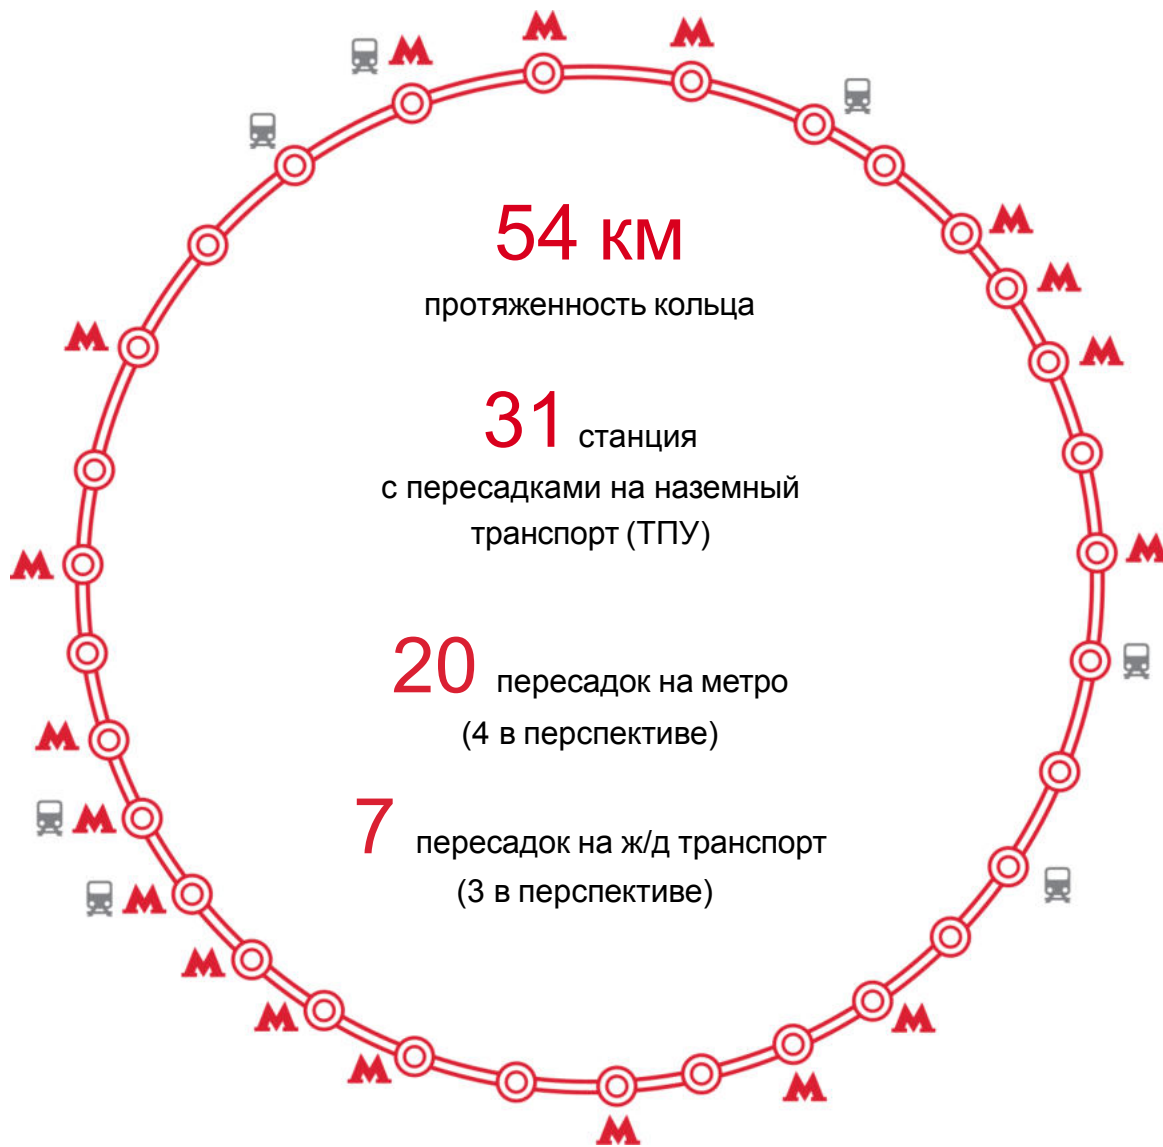 54 км
протяженность кольца
31 станция
с пересадками на наземный
транспорт (ТПУ)
20 пересадок на метро
(4 в перспективе)
7 пересадок на ж/д транспорт
(3 в перспективе)